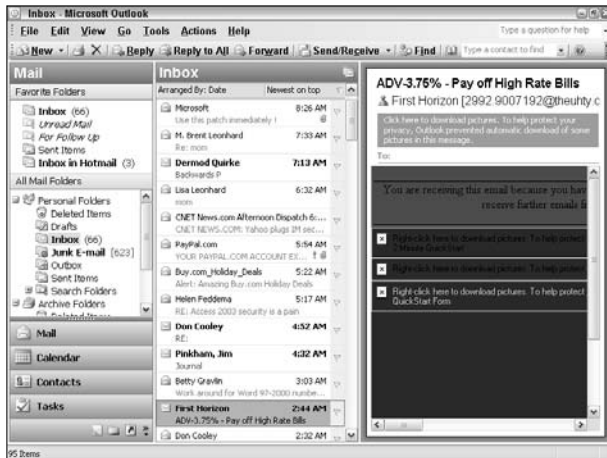 Inbox - Microsoft Outlook
File Edit View Go Tools Actions Help
Type a question for help
New Reply Reply to All Forward Send/Receive Find Type a contact to find
Mail
Favorite Folders
Inbox (66)
Unread Mail
For Follow Up
Sent Items
Inbox in Hotmail (3)
All Mail Folders
Personal Folders
Deleted Items
Drafts
Inbox (66)
Junk E-mail [623]
Outbox
Sent Items
Search Folders
Archive Folders
Deleted Items
Mail
Calendar
Contacts
Tasks
95 Items
Inbox
Arranged By: Date Newest on top
Microsoft 8:26 AM
Use this patch immediately !
M. Brent Leonhard 7:33 AM
Re: mom
Dermod Quirke 7:13 AM
Backwards P
Lisa Leonhard 6:32 AM
mom
CNET News.com Afternoon Dispatch 6:...
CNET NEWS.COM: Yahoo plugs IM sec...
PayPal.com 5:54 AM
YOUR PAYPAL.COM ACCOUNT EX...
Buy.com_Holiday_Deals 5:22 AM
Alert: Amazing Buy.com Holiday Deals
Helen Feddema 5:17 AM
RE: Access 2003 security is a pain
Don Cooley 4:52 AM
RE:
Pinkham, Jim 4:32 AM
Journal
Betty Gravlin 3:03 AM
Work around for Word 97-2000 numbe...
First Horizon 2:44 AM
ADV-3.75% - Pay off High Rate Bills
Don Cooley 2:32 AM
ADV-3.75% - Pay off High Rate Bills
First Horizon [2992.9007192@theuhty.c
Click here to download pictures. To help protect your
privacy, Outlook prevented automatic download of some
pictures in this message.
To:
You are receiving this email because you hav
receive further emails
Right-click here to download pictures. To help protect
Right-click here to download pictures. To help protect
Right-click here to download pictures. To help protect
QuickStart Form